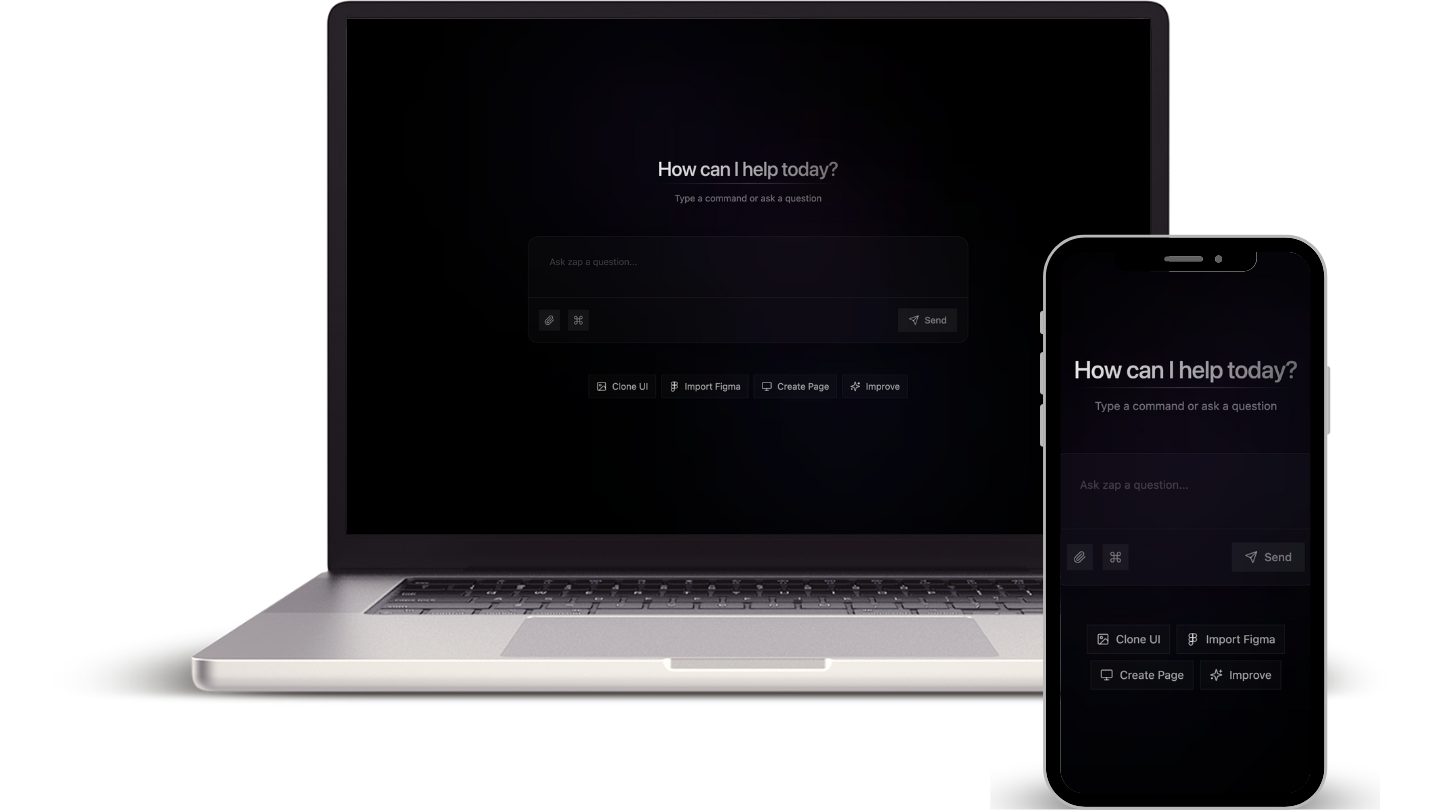 How can I help today?
Type a command or ask a question
Ask zap a question...
Send
Clone UI Import Figma Create Page Improve
How can I help today?
Type a command or ask a question
Ask zap a question...
Send
Clone UI Import Figma
Create Page Improve